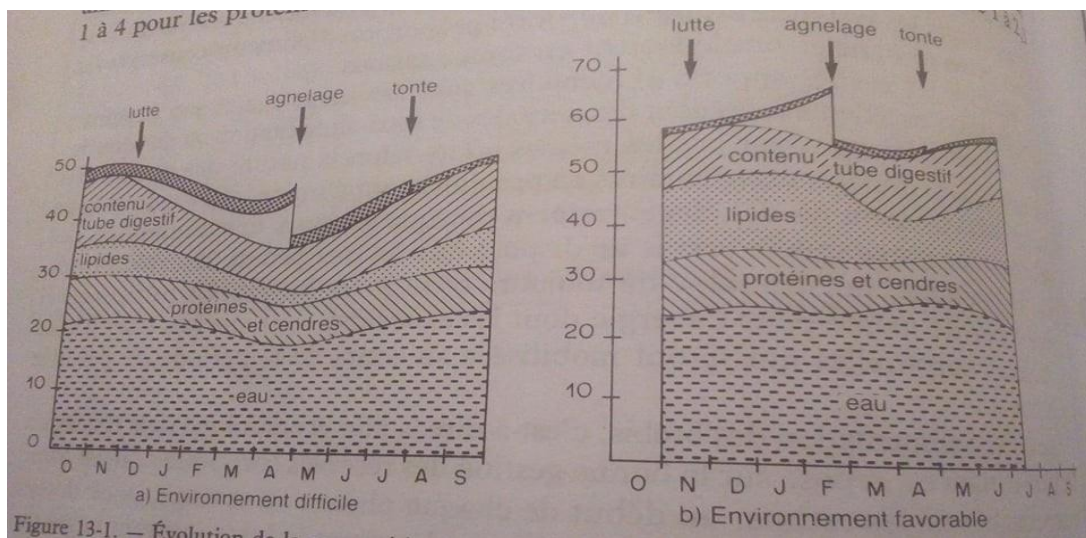 1 à 4 pour les protéines
lutte
agnelage
tonte
50
40
30
20
10
0
contenu
tube digestif
lipides
protéines
et cendres
eau
O N D J F M A M J J A S
a) Environnement difficile
lutte
agnelage
tonte
70
60
50
40
30
20
10
contenu
tube digestif
lipides
protéines et cendres
eau
O N D J F M A M J J A S
b) Environnement favorable
Figure 13-1. — Évolution de